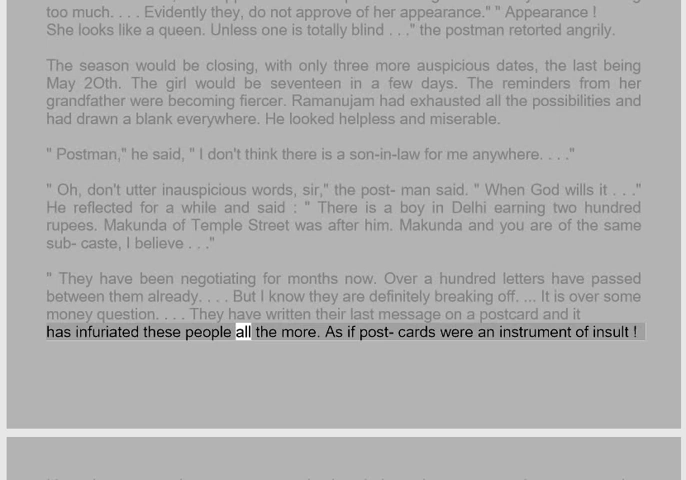 too much. . . . Evidently they, do not approve of her appearance." " Appearance !
She looks like a queen. Unless one is totally blind . . ." the postman retorted angrily.
The season would be closing, with only three more auspicious dates, the last being
May 2Oth. The girl would be seventeen in a few days. The reminders from her
grandfather were becoming fiercer. Ramanujam had exhausted all the possibilities and
had drawn a blank everywhere. He looked helpless and miserable.
" Postman," he said, " I don't think there is a son-in-law for me anywhere. . . ."
" Oh, don't utter inauspicious words, sir," the post- man said. " When God wills it . . ."
He reflected for a while and said : " There is a boy in Delhi earning two hundred
rupees. Makunda of Temple Street was after him. Makunda and you are of the same
sub- caste, I believe . . ."
" They have been negotiating for months now. Over a hundred letters have passed
between them already. . . . But I know they are definitely breaking off. ... It is over some
money question. . . . They have written their last message on a postcard and it
has infuriated these people all the more. As if post- cards were an instrument of insult !